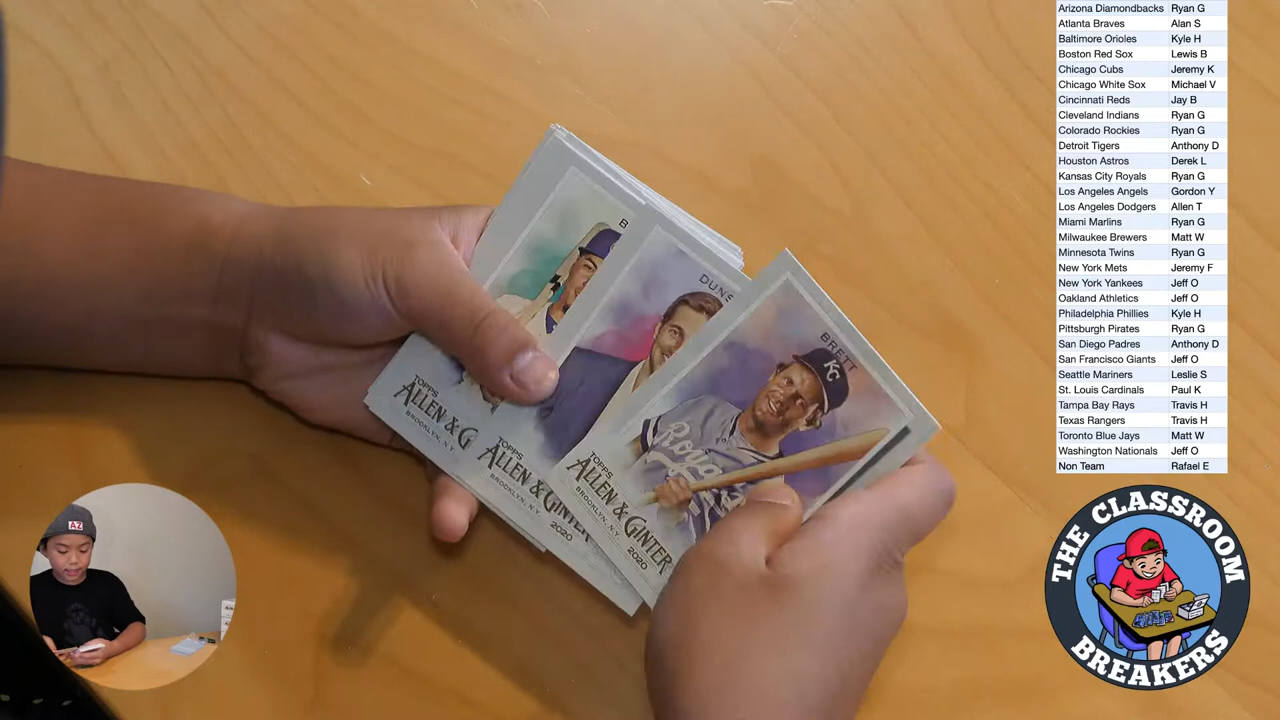 Arizona Diamondbacks Ryan G
Atlanta Braves Alan S
Baltimore Orioles Kyle H
Boston Red Sox Lewis B
Chicago Cubs Jeremy K
Chicago White Sox Michael V
Cincinnati Reds Jay B
Cleveland Indians Ryan G
Colorado Rockies Ryan G
Detroit Tigers Anthony D
Houston Astros Derek L
Kansas City Royals Ryan G
Los Angeles Angels Gordon Y
Los Angeles Dodgers Allen T
Miami Marlins Ryan G
Milwaukee Brewers Matt W
Minnesota Twins Ryan G
New York Mets Jeremy F
New York Yankees Jeff O
Oakland Athletics Jeff O
Philadelphia Phillies Kyle H
Pittsburgh Pirates Ryan G
San Diego Padres Anthony D
San Francisco Giants Jeff O
Seattle Mariners Leslie S
St. Louis Cardinals Paul K
Tampa Bay Rays Travis H
Texas Rangers Travis H
Toronto Blue Jays Matt W
Washington Nationals Jeff O
Non Team Rafael E
B
TOPPS
ALLEN & G
BROOKLYN, N.Y.
DUNS
TOPPS
ALLEN & GINTER
BROOKLYN, N.Y.
2020
BRETT
KC
Roya
TOPPS
ALLEN & GINTER
BROOKLYN, N.Y.
2020
AZ
THE CLASSROOM
BREAKERS